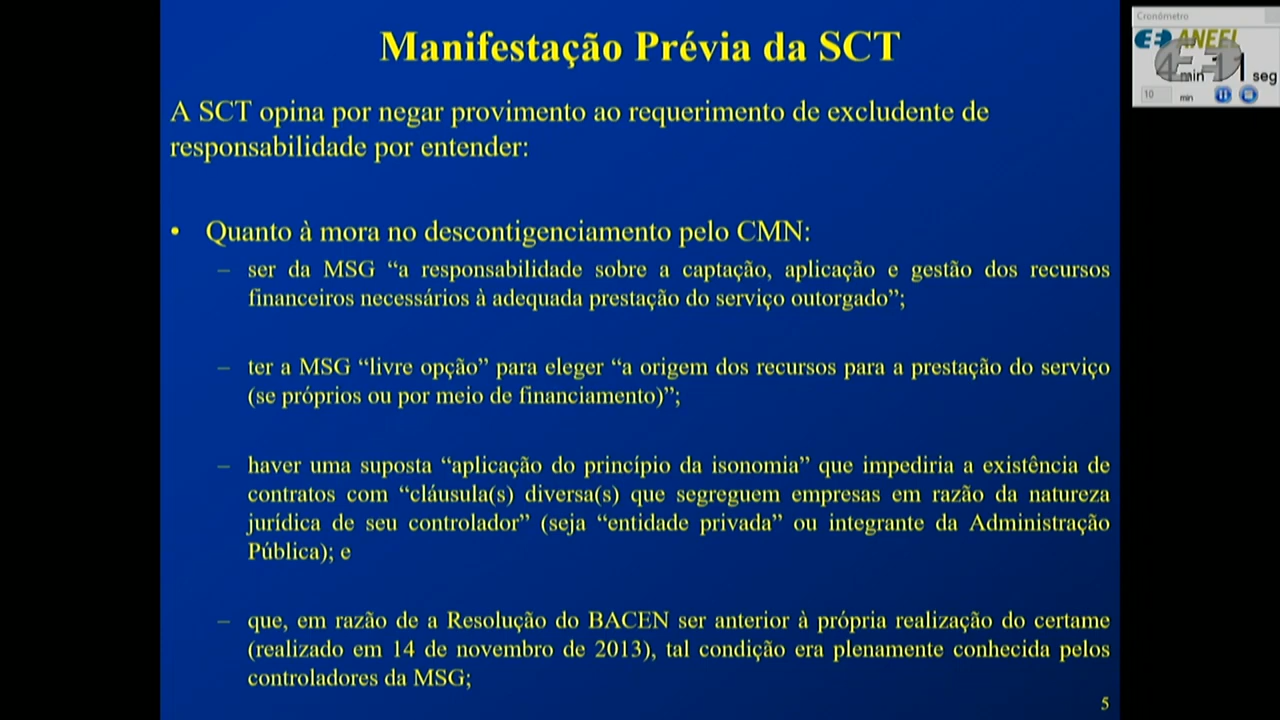 Manifestação Prévia da SCT
Cronómetro
ANEEL
min
seg
10
min
A SCT opina por negar provimento ao requerimento de excludente de
responsabilidade por entender:
• Quanto à mora no descontigenciamento pelo CMN:
– ser da MSG “a responsabilidade sobre a captação, aplicação e gestão dos recursos
financeiros necessários à adequada prestação do serviço outorgado”;
– ter a MSG “livre opção” para eleger “a origem dos recursos para a prestação do serviço
(se próprios ou por meio de financiamento)”;
– haver uma suposta “aplicação do princípio da isonomia” que impediria a existência de
contratos com “cláusula(s) diversa(s) que segreguem empresas em razão da natureza
jurídica de seu controlador” (seja “entidade privada” ou integrante da Administração
Pública); e
– que, em razão de a Resolução do BACEN ser anterior à própria realização do certame
(realizado em 14 de novembro de 2013), tal condição era plenamente conhecida pelos
controladores da MSG;
5